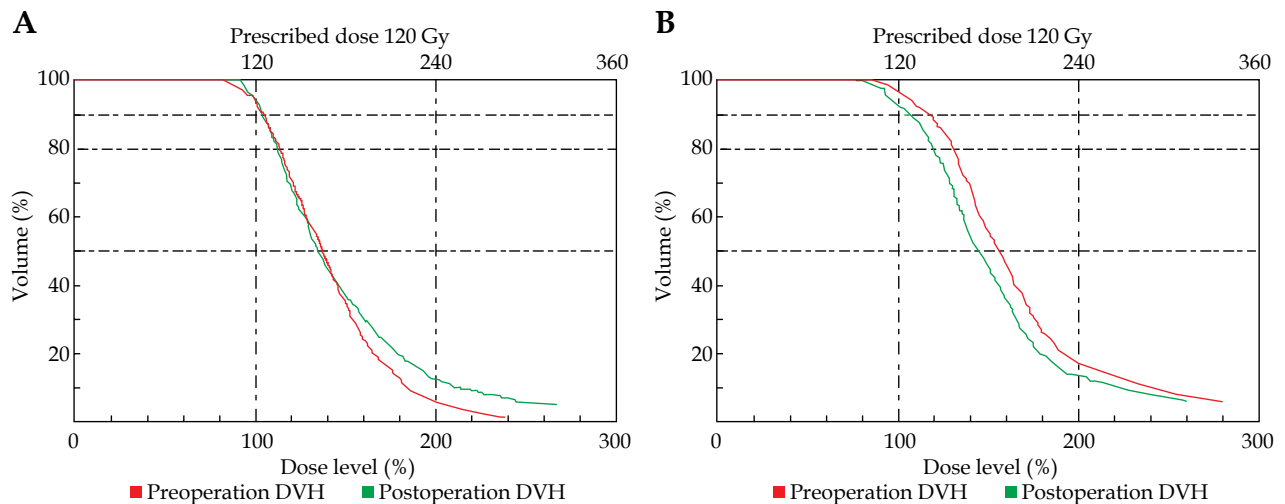 A
Prescribed dose 120 Gy
120 240 360
100
80
60
40
20
Volume (%)
0 100 200 300
Dose level (%)
Preoperation DVH Postoperation DVH
B
Prescribed dose 120 Gy
120 240 360
100
80
60
40
20
Volume (%)
0 100 200 300
Dose level (%)
Preoperation DVH Postoperation DVH